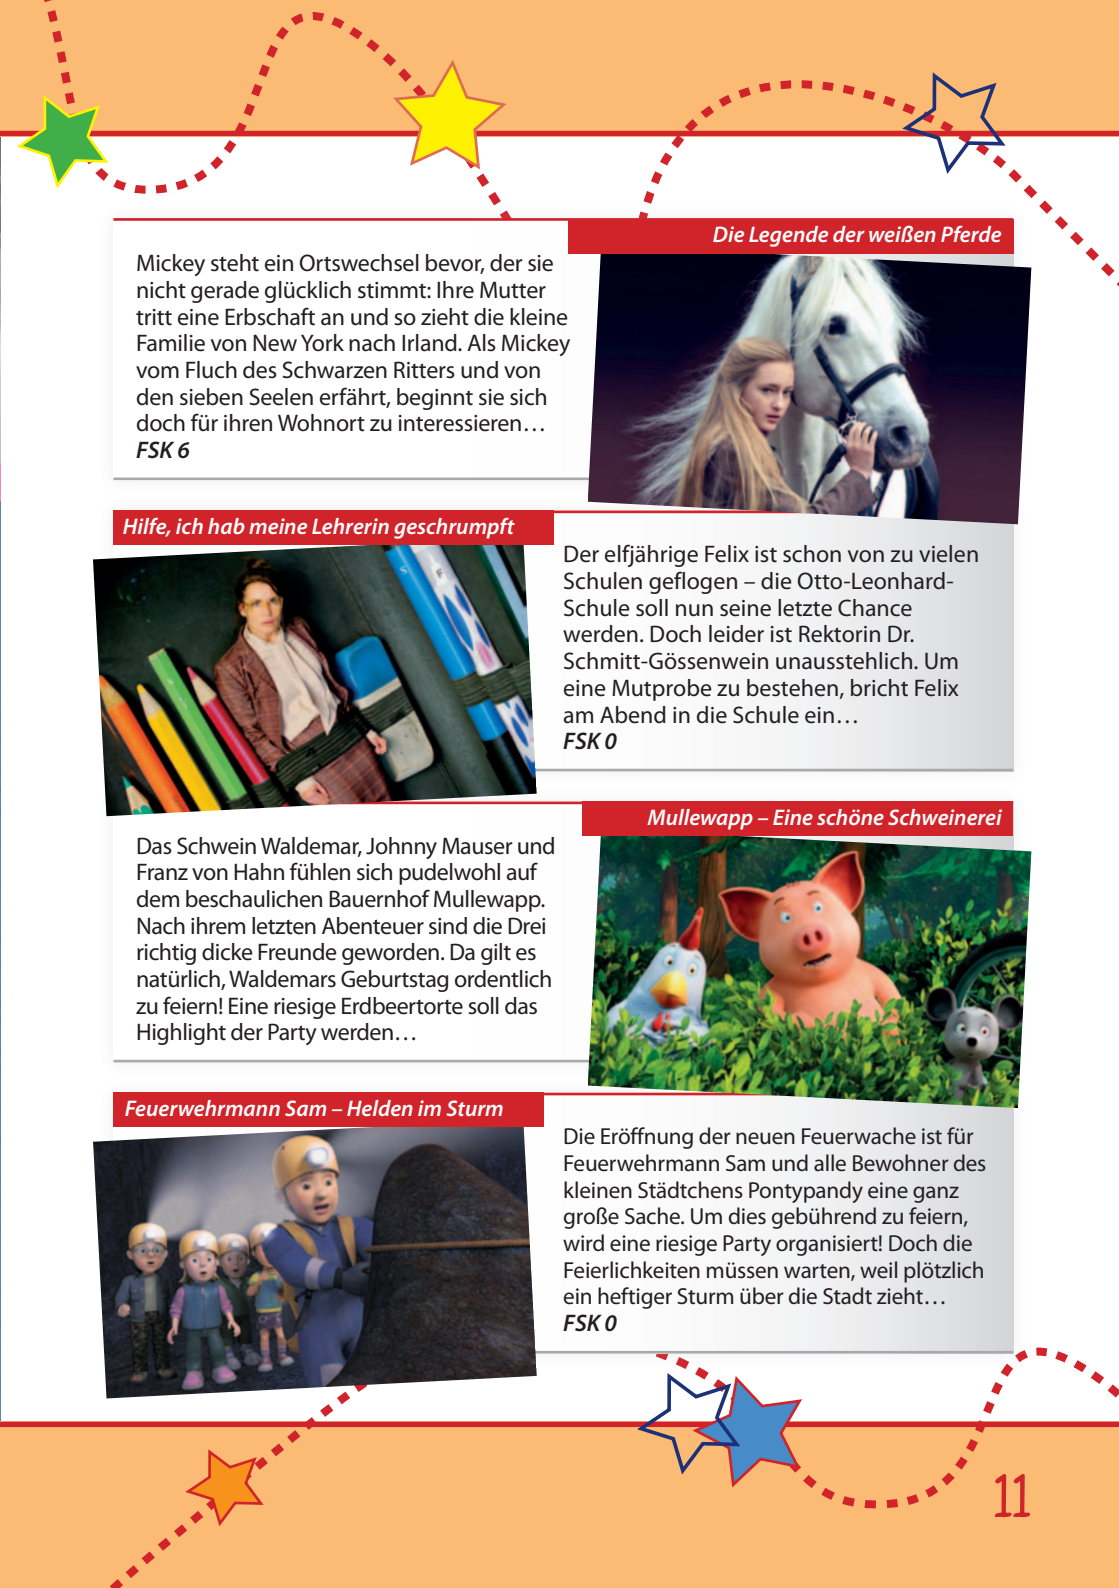 Die Legende der weißen Pferde
Mickey steht ein Ortswechsel bevor, der sie
nicht gerade glücklich stimmt: Ihre Mutter
tritt eine Erbschaft an und so zieht die kleine
Familie von New York nach Irland. Als Mickey
vom Fluch des Schwarzen Ritters und von
den sieben Seelen erfährt, beginnt sie sich
doch für ihren Wohnort zu interessieren…
FSK 6
Hilfe, ich hab meine Lehrerin geschrumpft
Der elfjährige Felix ist schon von zu vielen
Schulen geflogen – die Otto-Leonhard-
Schule soll nun seine letzte Chance
werden. Doch leider ist Rektorin Dr.
Schmitt-Gössenwein unausstehlich. Um
eine Mutprobe zu bestehen, bricht Felix
am Abend in die Schule ein…
FSK 0
Mullewapp – Eine schöne Schweinerei
Das Schwein Waldemar, Johnny Mauser und
Franz von Hahn fühlen sich pudelwohl auf
dem beschaulichen Bauernhof Mullewapp.
Nach ihrem letzten Abenteuer sind die Drei
richtig dicke Freunde geworden. Da gilt es
natürlich, Waldemars Geburtstag ordentlich
zu feiern! Eine riesige Erdbeertorte soll das
Highlight der Party werden…
Feuerwehrmann Sam – Helden im Sturm
Die Eröffnung der neuen Feuerwache ist für
Feuerwehrmann Sam und alle Bewohner des
kleinen Städtchens Pontypandy eine ganz
große Sache. Um dies gebührend zu feiern,
wird eine riesige Party organisiert! Doch die
Feierlichkeiten müssen warten, weil plötzlich
ein heftiger Sturm über die Stadt zieht…
FSK 0
11